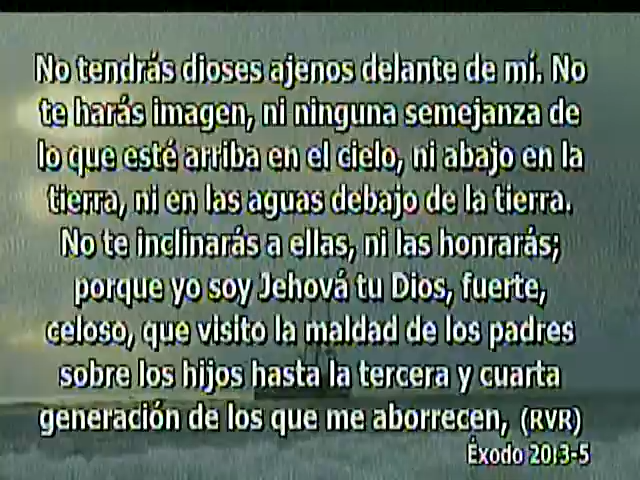 No tendrás dioses ajenos delante de mí. No
te harás imagen, ni ninguna semejanza de
lo que esté arriba en el cielo, ni abajo en la
tierra, ni en las aguas debajo de la tierra.
No te inclinarás a ellas, ni las honrarás;
porque yo soy Jehová tu Dios, fuerte,
celoso, que visito la maldad de los padres
sobre los hijos hasta la tercera y cuarta
generación de los que me aborrecen, (RVR)
Éxodo 20:3-5